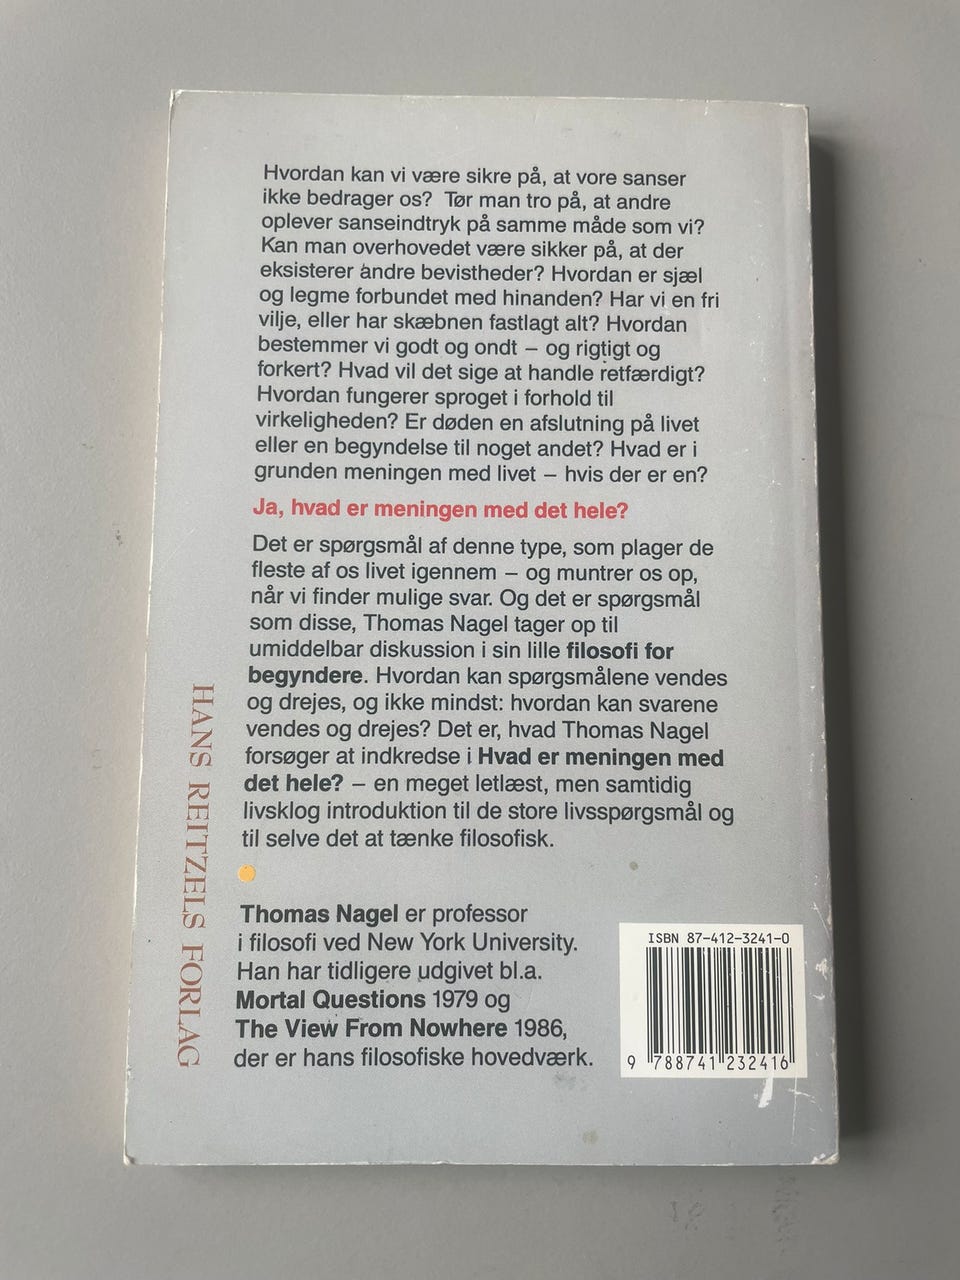 Hvordan kan vi være sikre på, at vore sanser
ikke bedrager os? Tør man tro på, at andre
oplever sanseindtryk på samme måde som vi?
Kan man overhovedet være sikker på, at der
eksisterer andre bevistheder? Hvordan er sjæl
og legme forbundet med hinanden? Har vi en fri
vilje, eller har skæbnen fastlagt alt? Hvordan
bestemmer vi godt og ondt – og rigtigt og
forkert? Hvad vil det sige at handle retfærdigt?
Hvordan fungerer sproget i forhold til
virkeligheden? Er døden en afslutning på livet
eller en begyndelse til noget andet? Hvad er i
grunden meningen med livet – hvis der er en?
Ja, hvad er meningen med det hele?
Det er spørgsmål af denne type, som plager de
fleste af os livet igennem – og muntrer os op,
når vi finder mulige svar. Og det er spørgsmål
som disse, Thomas Nagel tager op til
umiddelbar diskussion i sin lille filosofi for
begyndere. Hvordan kan spørgsmålene vendes
og drejes, og ikke mindst: hvordan kan svarene
vendes og drejes? Det er, hvad Thomas Nagel
forsøger at indkredse i Hvad er meningen med
det hele? – en meget letlæst, men samtidig
livsklog introduktion til de store livsspørgsmål og
til selve det at tænke filosofisk.
Thomas Nagel er professor
i filosofi ved New York University.
Han har tidligere udgivet bl.a.
Mortal Questions 1979 og
The View From Nowhere 1986,
der er hans filosofiske hovedværk.
HANS REITZELS FORLAG
ISBN 87-412-3241-0
9 788741 232416